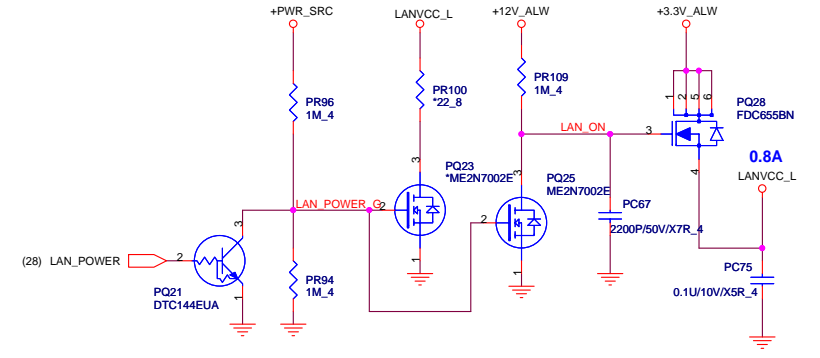 +PWR_SRC
LANVCC_L
+12V_ALW
+3.3V_ALW
PR96
1M_4
PR100
*22_8
PR109
1M_4
1
2
5
6
PQ28
FDC655BN
3
LAN_ON
4
0.8A
LANVCC_L
3
PQ23
*ME2N7002E
2
1
LAN_POWER_G
3
PQ25
ME2N7002E
2
1
PC67
2200P/50V/X7R_4
(28) LAN_POWER
2
3
1
PQ21
DTC144EUA
PR94
1M_4
PC75
0.1U/10V/X5R_4